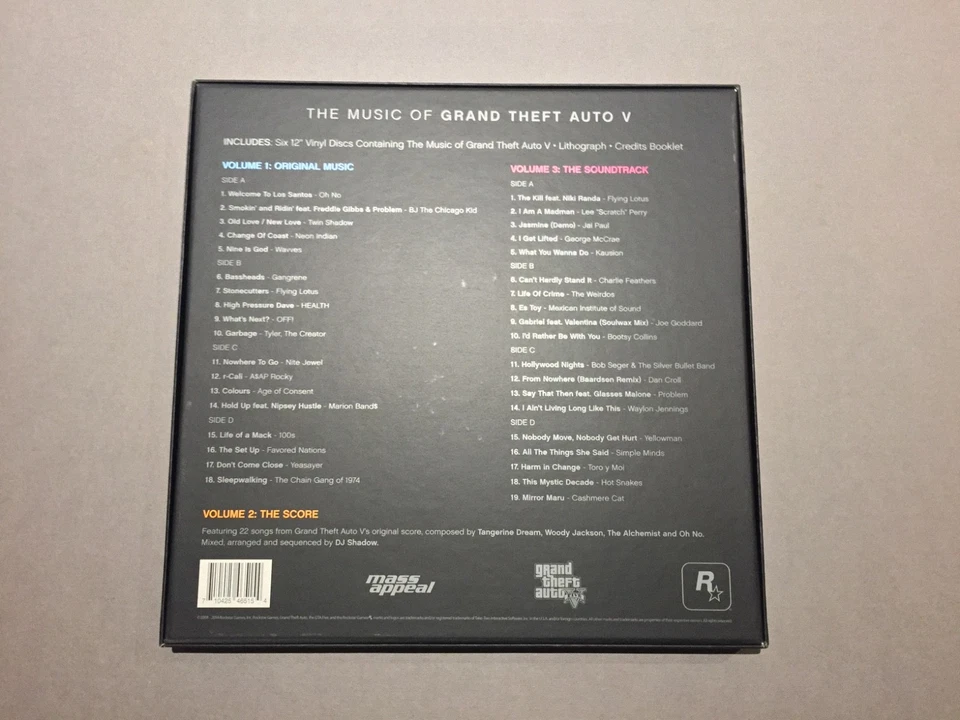 THE MUSIC OF GRAND THEFT AUTO V
INCLUDES: Six 12" Vinyl Discs Containing The Music of Grand Theft Auto V • Lithograph • Credits Booklet
VOLUME 1: ORIGINAL MUSIC
SIDE A
1. Welcome To Los Santos - Oh No
2. Smokin' and Ridin' feat. Freddie Gibbs & Problem - BJ The Chicago Kid
3. Old Love / New Love - Twin Shadow
4. Change Of Coast - Neon Indian
5. Nine Is God - Wavves
SIDE B
6. Bassheads - Gangrene
7. Stonecutters - Flying Lotus
8. High Pressure Dave - HEALTH
9. What's Next? - OFF!
10. Garbage - Tyler, The Creator
SIDE C
11. Nowhere To Go - Nite Jewel
12. r-Cali - A$AP Rocky
13. Colours - Age of Consent
14. Hold Up feat. Nipsey Hustle - Marion Band$
SIDE D
15. Life of a Mack - 100s
16. The Set Up - Favored Nations
17. Don't Come Close - Yeasayer
18. Sleepwalking - The Chain Gang of 1974
VOLUME 2: THE SCORE
Featuring 22 songs from Grand Theft Auto V's original score, composed by Tangerine Dream, Woody Jackson, The Alchemist and Oh No.
Mixed, arranged and sequenced by DJ Shadow.
VOLUME 3: THE SOUNDTRACK
SIDE A
1. The Kill feat. Niki Randa - Flying Lotus
2. I Am A Madman - Lee "Scratch" Perry
3. Jasmine (Demo) - Jai Paul
4. I Get Lifted - George McCrae
5. What You Wanna Do - Kausion
SIDE B
6. Can't Hardly Stand It - Charlie Feathers
7. Life Of Crime - The Weirdos
8. Es Toy - Mexican Institute of Sound
9. Gabriel feat. Valentina (Soulwax Mix) - Joe Goddard
10. I'd Rather Be With You - Bootsy Collins
SIDE C
11. Hollywood Nights - Bob Seger & The Silver Bullet Band
12. From Nowhere (Baardsen Remix) - Dan Croll
13. Say That Then feat. Glasses Malone - Problem
14. I Ain't Living Long Like This - Waylon Jennings
SIDE D
15. Nobody Move, Nobody Get Hurt - Yellowman
16. All The Things She Said - Simple Minds
17. Harm in Change - Toro y Moi
18. This Mystic Decade - Hot Snakes
19. Mirror Maru - Cashmere Cat
mass appeal
grand
theft
auto V
R